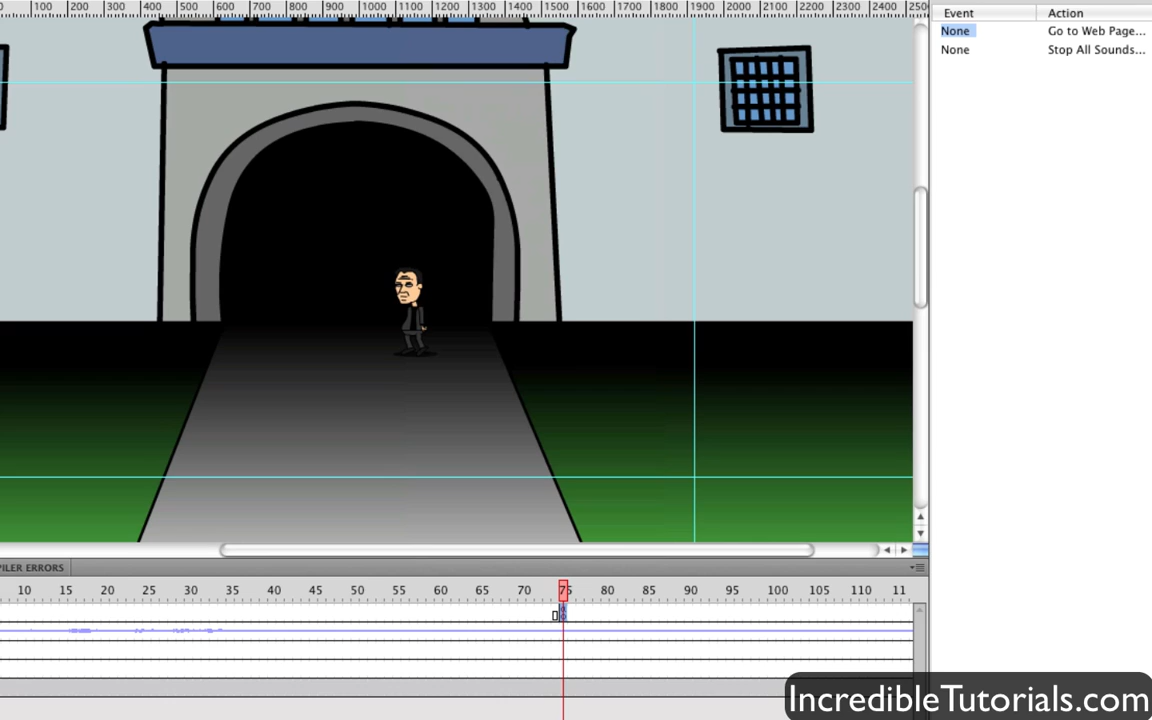 0 100 200 300 400 500 600 700 800 900 1000 1100 1200 1300 1400 1500 1600 1700 1800 1900 2000 2100 2200 2300 2400 250
Event Action
None Go to Web Page...
None Stop All Sounds...
PILER ERRORS
10 15 20 25 30 35 40 45 50 55 60 65 70 75 80 85 90 95 100 105 110 11
IncredibleTutorials.com